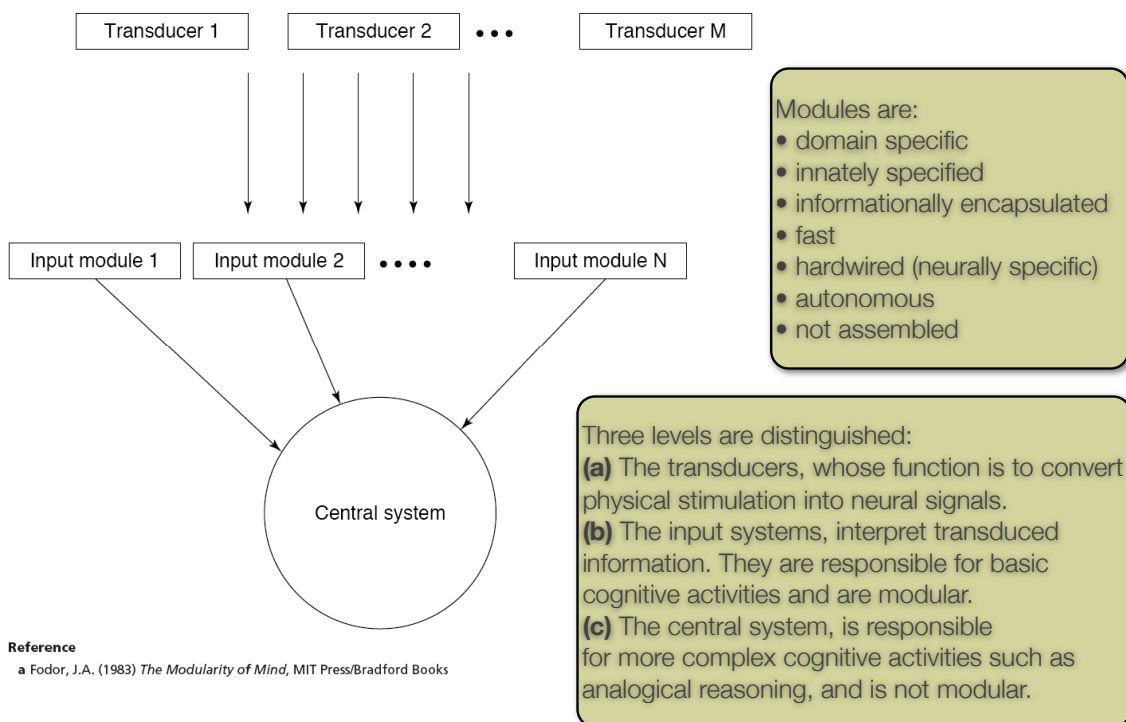 Transducer 1
Transducer 2
•••
Transducer M
Modules are:
• domain specific
• innately specified
• informationally encapsulated
• fast
• hardwired (neurally specific)
• autonomous
• not assembled
Input module 1
Input module 2
••••
Input module N
Central system
Three levels are distinguished:
(a) The transducers, whose function is to convert
physical stimulation into neural signals.
(b) The input systems, interpret transduced
information. They are responsible for basic
cognitive activities and are modular.
(c) The central system, is responsible
for more complex cognitive activities such as
analogical reasoning, and is not modular.
Reference
a Fodor, J.A. (1983) The Modularity of Mind, MIT Press/Bradford Books